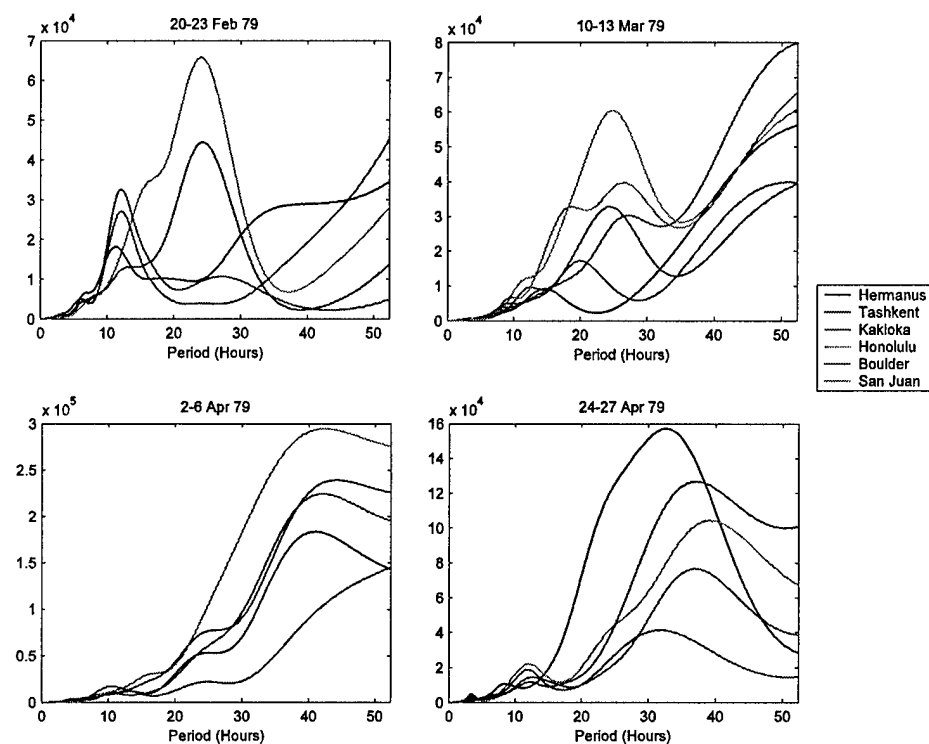 x 10^4
20-23 Feb 79
7
6
5
4
3
2
1
0
0 10 20 30 40 50
Period (Hours)
x 10^4
10-13 Mar 79
8
7
6
5
4
3
2
1
0
0 10 20 30 40 50
Period (Hours)
Hermanus
Tashkent
Kakioka
Honolulu
Boulder
San Juan
x 10^5
2-6 Apr 79
3
2.5
2
1.5
1
0.5
0
0 10 20 30 40 50
Period (Hours)
x 10^4
24-27 Apr 79
16
14
12
10
8
6
4
2
0
0 10 20 30 40 50
Period (Hours)